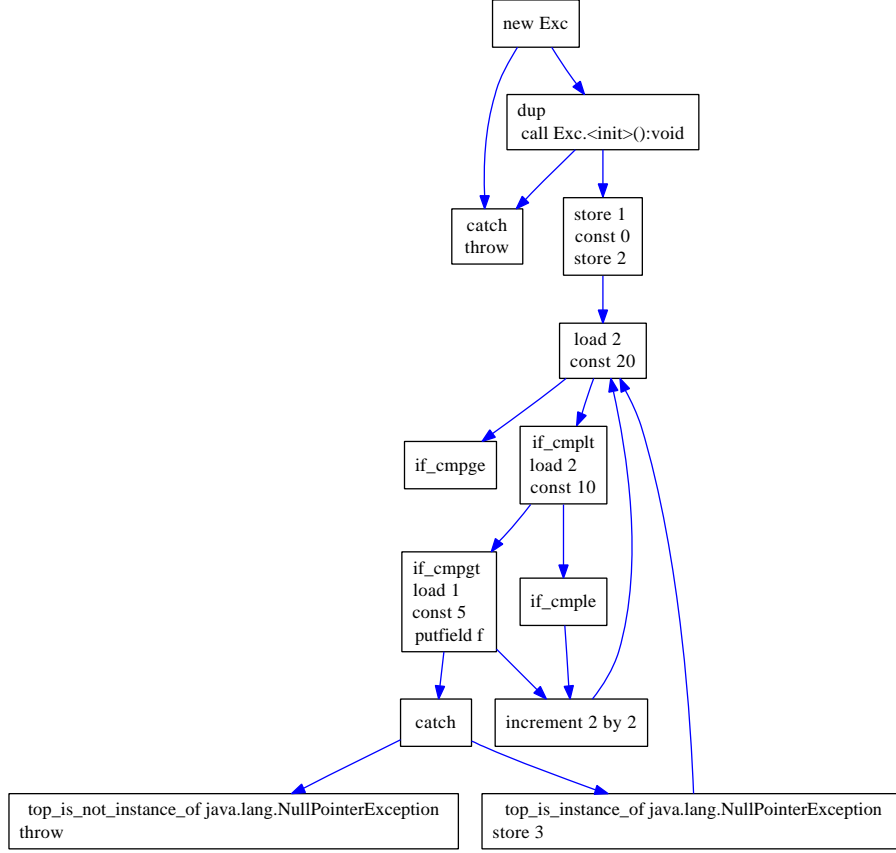 new Exc
dup
call Exc.<init>():void
catch
throw
store 1
const 0
store 2
load 2
const 20
if_cmpge
if_cmplt
load 2
const 10
if_cmpgt
load 1
const 5
putfield f
if_cmple
catch
increment 2 by 2
top_is_not_instance_of java.lang.NullPointerException
throw
top_is_instance_of java.lang.NullPointerException
store 3